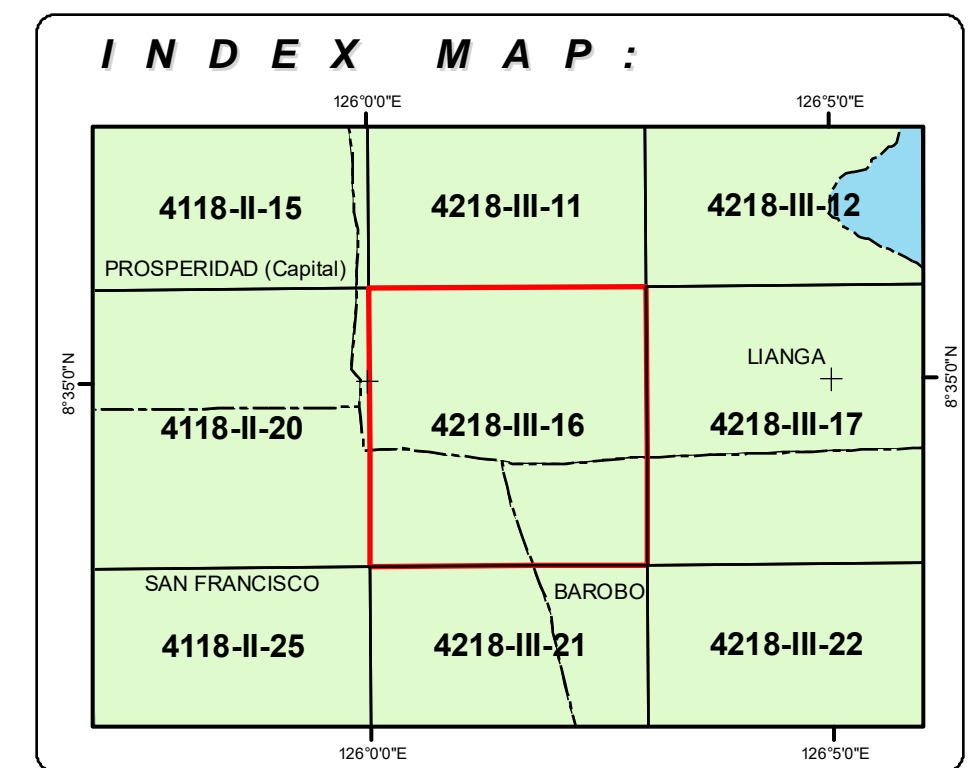 INDEX MAP:
126°0'0"E
126°5'0"E
4118-II-15
4218-III-11
4218-III-12
PROSPERIDAD (Capital)
LIANGA
8°35'0"N
8°35'0"N
4118-II-20
4218-III-16
4218-III-17
SAN FRANCISCO
BAROBO
4118-II-25
4218-III-21
4218-III-22
126°0'0"E
126°5'0"E